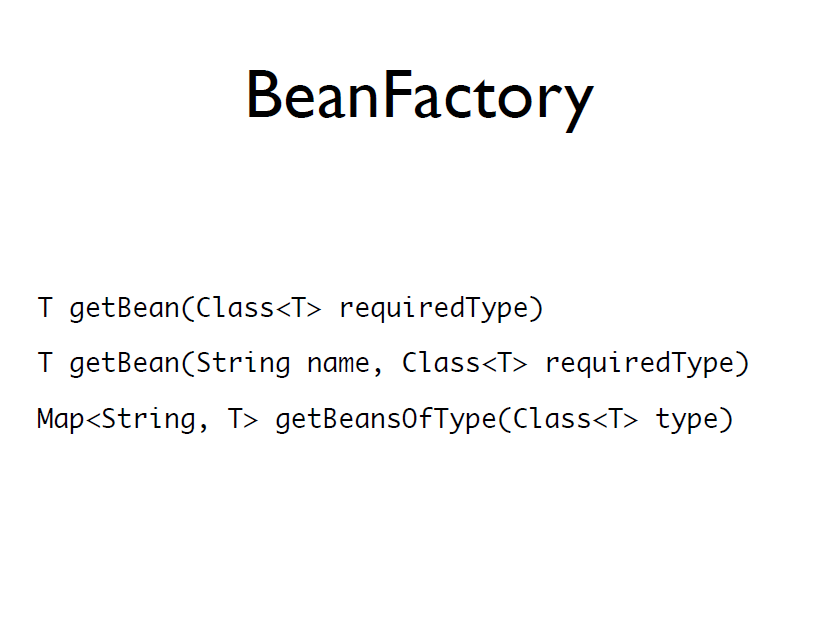 BeanFactory
T getBean(Class<T> requiredType)
T getBean(String name, Class<T> requiredType)
Map<String, T> getBeansOfType(Class<T> type)